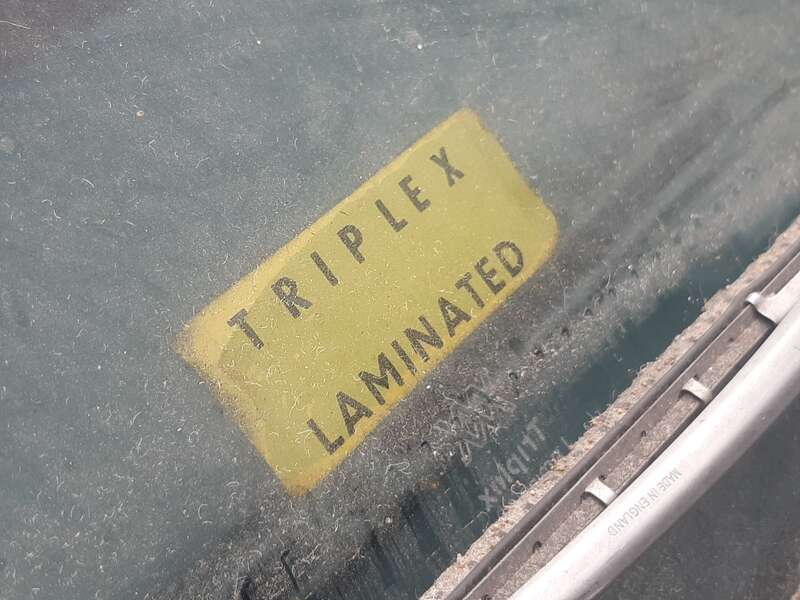 TRIPLEX
LAMINATED
Triplex
MADE IN ENGLAND